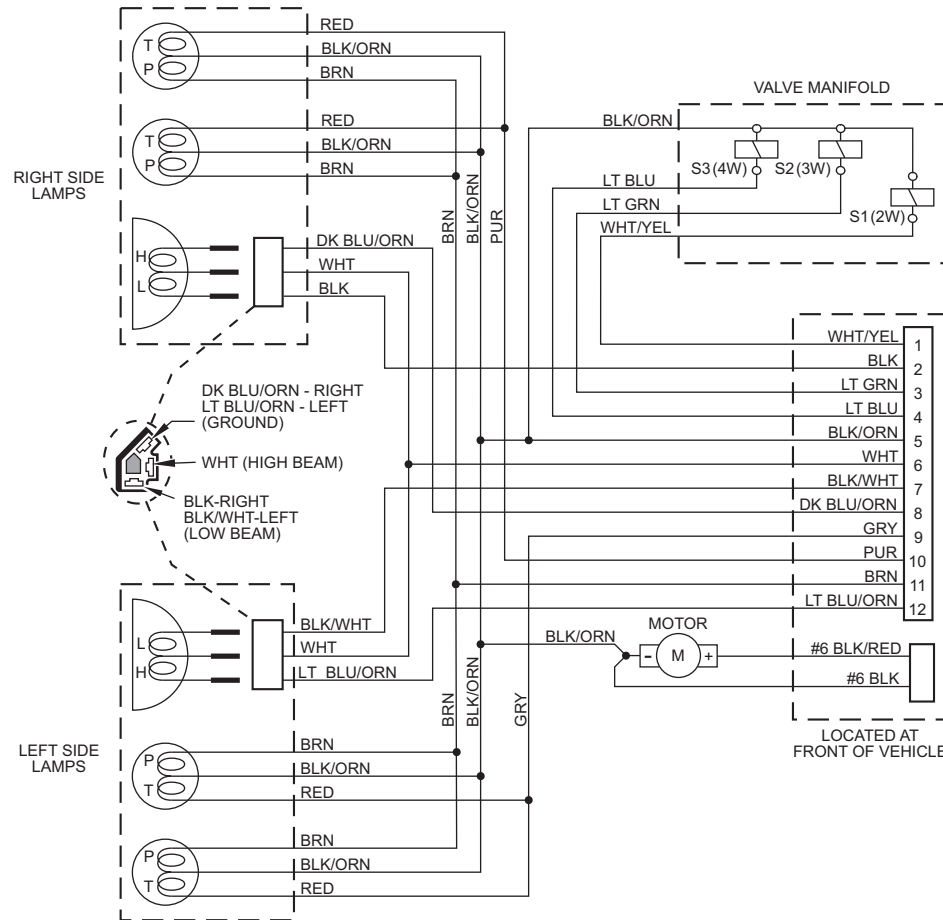 RED
T
BLK/ORN
P
BRN
RED
T
BLK/ORN
P
BRN
RIGHT SIDE
LAMPS
H
L
DK BLU/ORN
WHT
BLK
BRN
BLK/ORN
PUR
VALVE MANIFOLD
BLK/ORN
S3(4W)
S2(3W)
S1(2W)
LT BLU
LT GRN
WHT/YEL
DK BLU/ORN - RIGHT
LT BLU/ORN - LEFT
(GROUND)
WHT (HIGH BEAM)
BLK-RIGHT
BLK/WHT-LEFT
(LOW BEAM)
WHT/YEL 1
BLK 2
LT GRN 3
LT BLU 4
BLK/ORN 5
WHT 6
BLK/WHT 7
DK BLU/ORN 8
GRY 9
PUR 10
BRN 11
LT BLU/ORN 12
L
H
BLK/WHT
WHT
LT BLU/ORN
BRN
BLK/ORN
GRY
BLK/ORN
MOTOR
- M +
#6 BLK/RED
#6 BLK
LOCATED AT
FRONT OF VEHICLE
LEFT SIDE
LAMPS
P
BRN
BLK/ORN
T
RED
P
BRN
BLK/ORN
T
RED